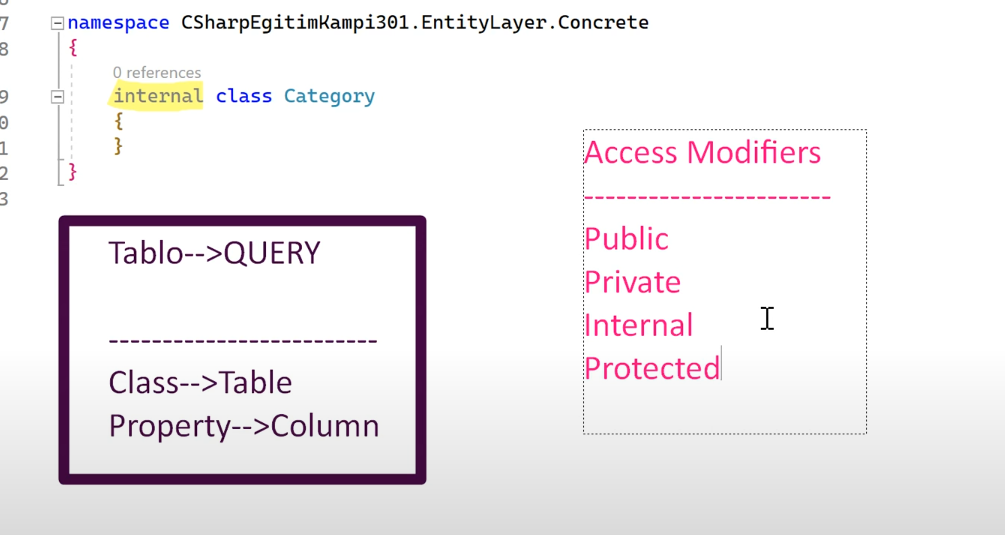 7 namespace CSharpEgitimKampi301.EntityLayer.Concrete
8 {
0 references
9 internal class Category
0 {
1 }
2 }
3
Tablo-->QUERY
-------------------------
Class-->Table
Property-->Column
Access Modifiers
-----------------------
Public
Private
Internal
Protected